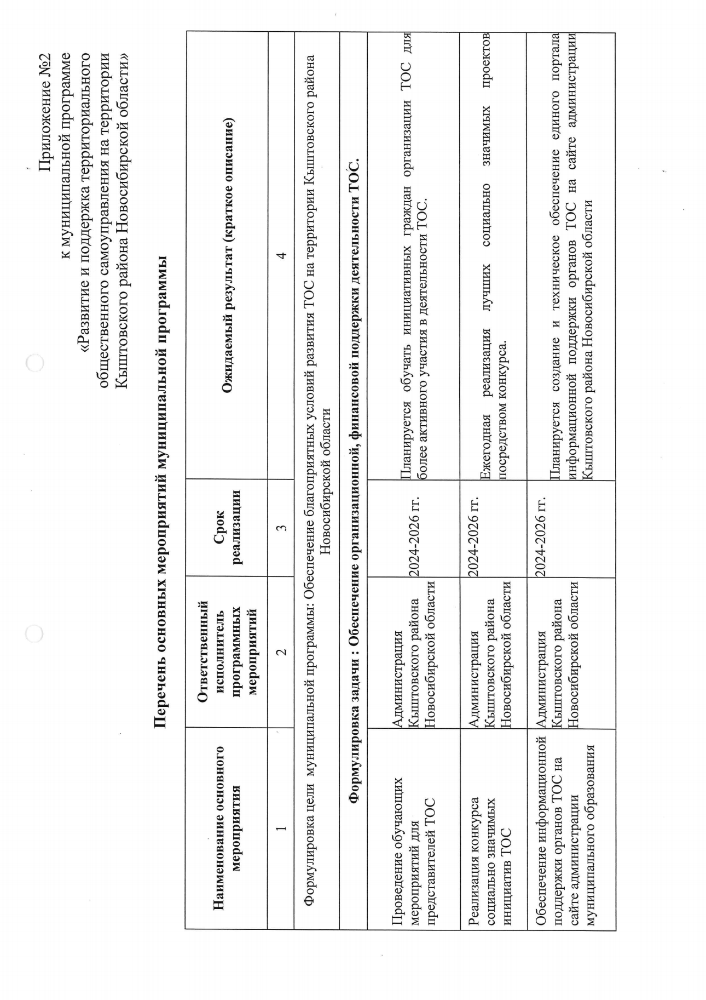 Приложение №2
к муниципальной программе
«Развитие и поддержка территориального
общественного самоуправления на территории
Кыштовского района Новосибирской области»
Перечень основных мероприятий муниципальной программы
Наименование основного
мероприятия
Ответственный
исполнитель
программных
мероприятий
Срок
реализации
Ожидаемый результат (краткое описание)
1
2
3
4
Формулировка цели муниципальной программы: Обеспечение благоприятных условий развития ТОС на территории Кыштовского района
Новосибирской области
Формулировка задачи : Обеспечение организационной, финансовой поддержки деятельности ТОС.
Проведение обучающих
мероприятий для
представителей ТОС
Администрация
Кыштовского района
Новосибирской области
2024-2026 гг.
Планируется обучать инициативных граждан организации ТОС для
более активного участия в деятельности ТОС.
Реализация конкурса
социально значимых
инициатив ТОС
Администрация
Кыштовского района
Новосибирской области
2024-2026 гг.
Ежегодная реализация лучших социально значимых проектов
посредством конкурса.
Обеспечение информационной
поддержки органов ТОС на
сайте администрации
муниципального образования
Администрация
Кыштовского района
Новосибирской области
2024-2026 гг.
Планируется создание и техническое обеспечение единого портала
информационной поддержки органов ТОС на сайте администрации
Кыштовского района Новосибирской области